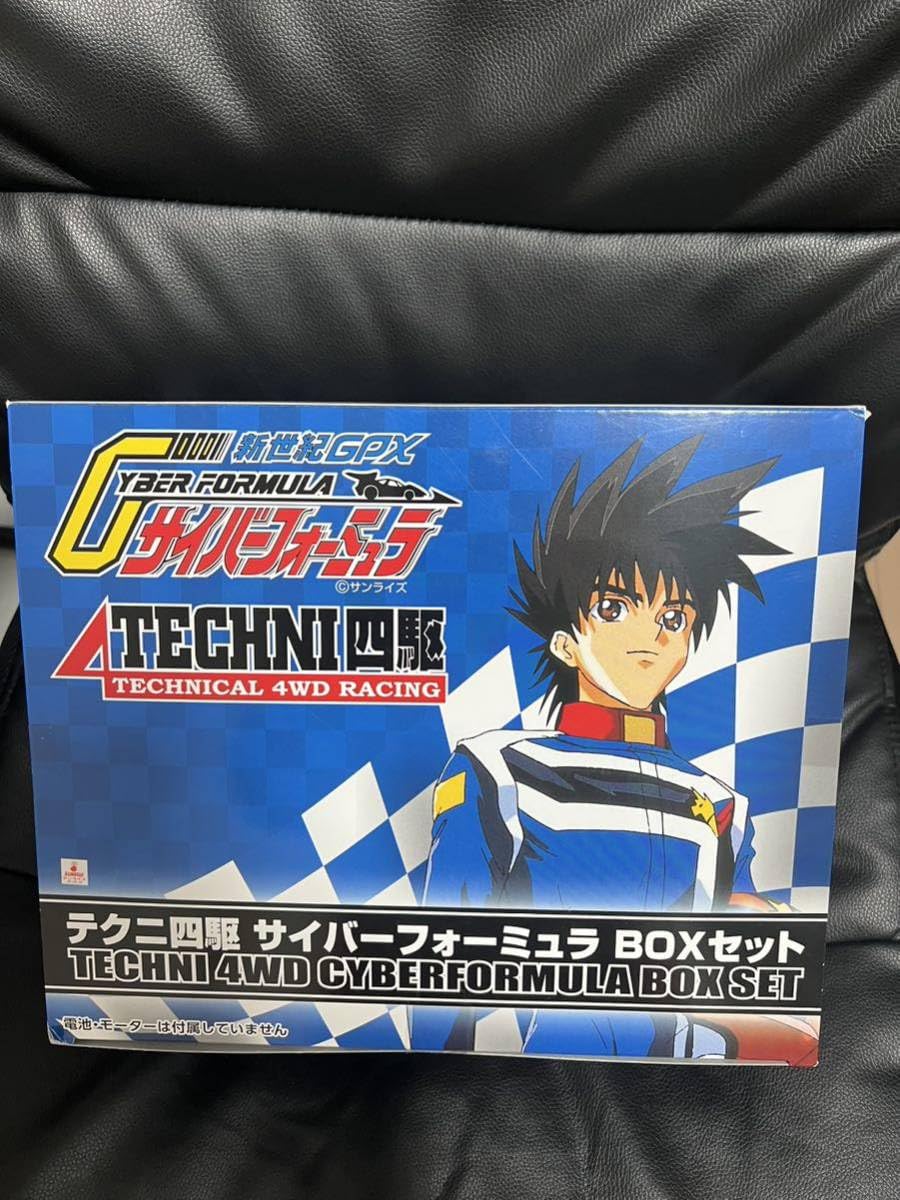 新世紀GPX
CYBER FORMULA
サイバーフォーミュラ
©サンライズ
TECHNI四駆
TECHNICAL 4WD RACING
テクニ四駆 サイバーフォーミュラ BOXセット
TECHNI 4WD CYBERFORMULA BOX SET
電池・モーターは付属していません